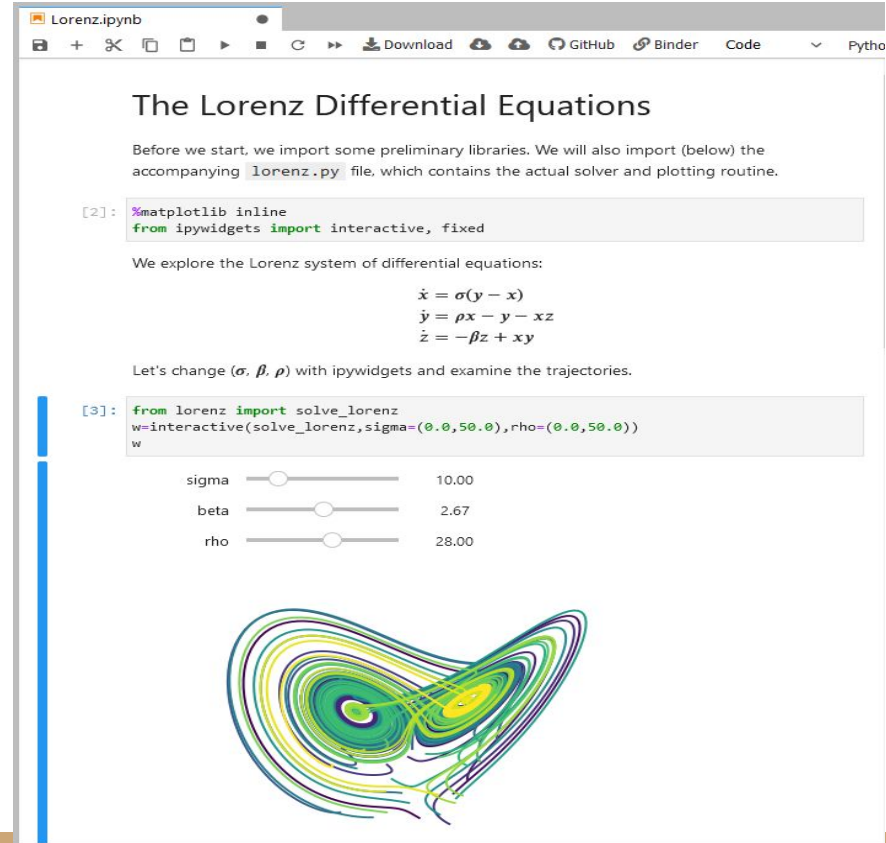 Lorenz.ipynb
Download GitHub Binder Code Pytho
The Lorenz Differential Equations
Before we start, we import some preliminary libraries. We will also import (below) the
accompanying lorenz.py file, which contains the actual solver and plotting routine.
[2]: %matplotlib inline
from ipywidgets import interactive, fixed
We explore the Lorenz system of differential equations:
ẋ = σ(y − x)
ẏ = ρx − y − xz
ż = −βz + xy
Let's change (σ, β, ρ) with ipywidgets and examine the trajectories.
[3]: from lorenz import solve_lorenz
w=interactive(solve_lorenz,sigma=(0.0,50.0),rho=(0.0,50.0))
w
sigma 10.00
beta 2.67
rho 28.00